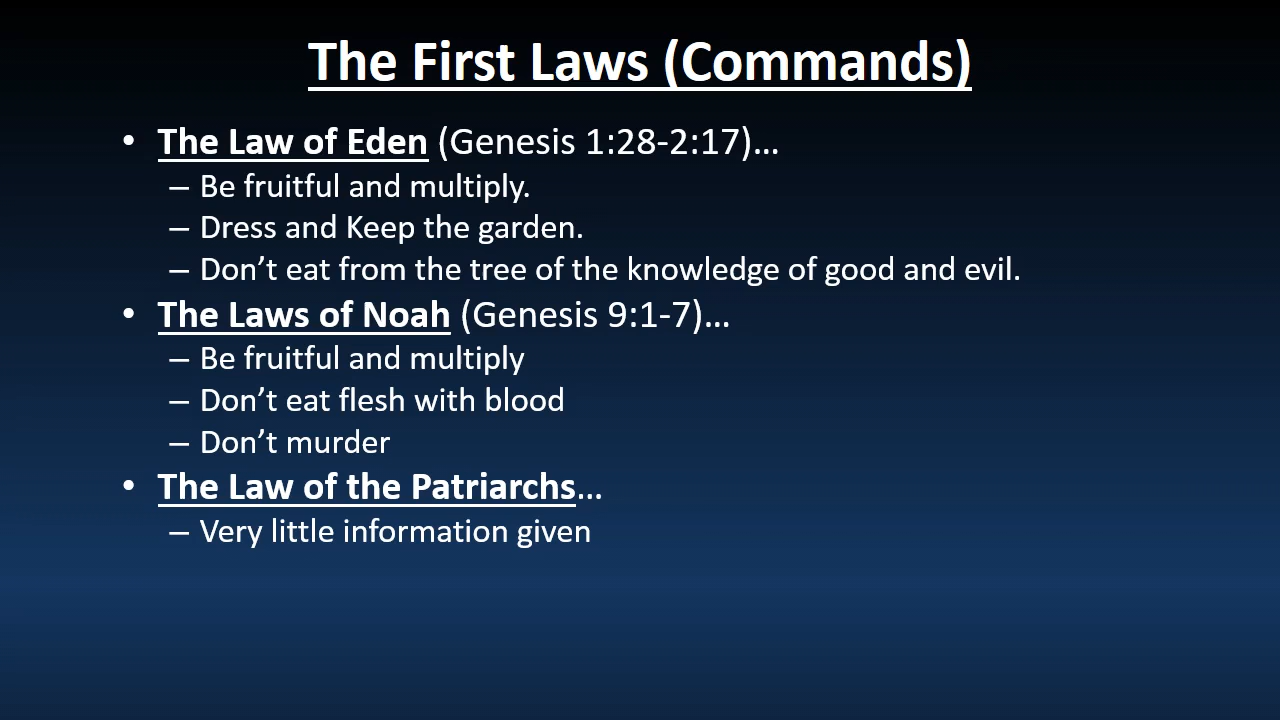 The First Laws (Commands)
• The Law of Eden (Genesis 1:28-2:17)…
– Be fruitful and multiply.
– Dress and Keep the garden.
– Don’t eat from the tree of the knowledge of good and evil.
• The Laws of Noah (Genesis 9:1-7)…
– Be fruitful and multiply
– Don’t eat flesh with blood
– Don’t murder
• The Law of the Patriarchs…
– Very little information given